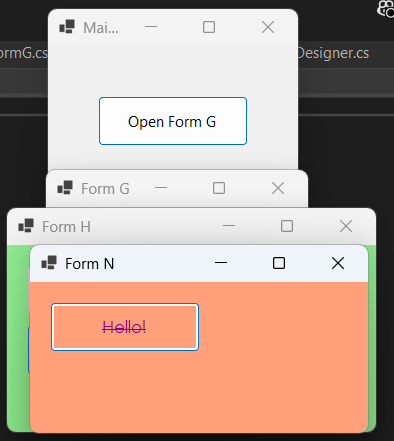 Mai...
ormG.cs
Designer.cs
Open Form G
Form G
Form H
Form N
Hello!